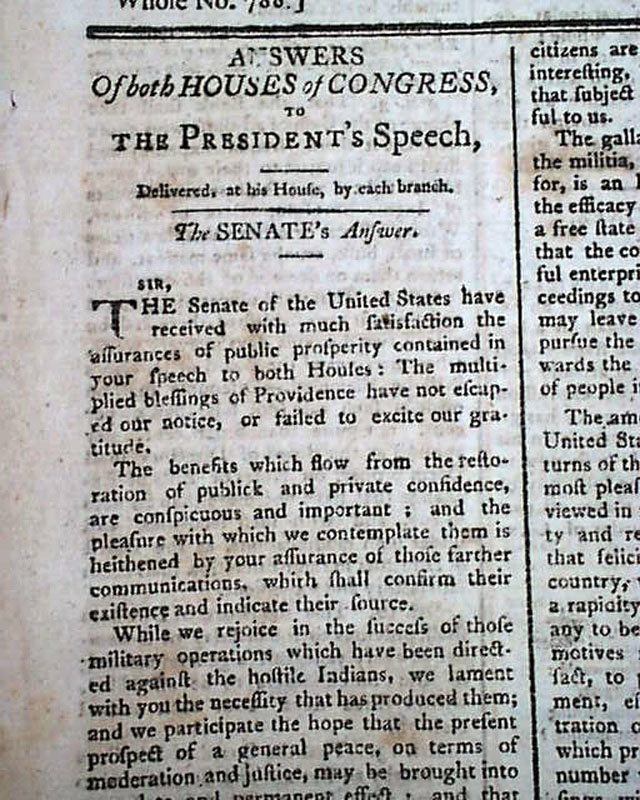 Whole No. 788.]
ANSWERS
Of both HOUSES of CONGRESS,
TO
THE PRESIDENT's Speech,
Delivered, at his House, by each branch.
The SENATE's Anſwer.
SIR,
THE Senate of the United States have
received with much ſatisfaction the
aſſurances of public proſperity contained in
your ſpeech to both Houſes: The multi-
plied bleſſings of Providence have not eſcap-
ed our notice, or failed to excite our gra-
titude.
The benefits which flow from the reſto-
ration of publick and private confidence,
are conſpicuous and important; and the
pleaſure with which we contemplate them is
heithened by your aſſurance of thoſe farther
communications, which ſhall confirm their
exiſtence and indicate their ſource.
While we rejoice in the ſucceſs of thoſe
military operations which have been direct-
ed againſt the hoſtile Indians, we lament
with you the neceſſity that has produced them;
and we participate the hope that the preſent
proſpect of a general peace, on terms of
moderation and juſtice, may be brought into
and permanent effect; and that
citizens are
intereſting,
that ſubject
ful to us.
The
the militia,
for, is an
the efficacy
a free ſtate
that the
ful enterpri
ceedings to
may leave
purſue the
wards the
of people
The
United
turns of
moſt
viewed in
ty and
that felici
country,
a rapidity
any to be
motives
fact, to
ment,
tration
which
number